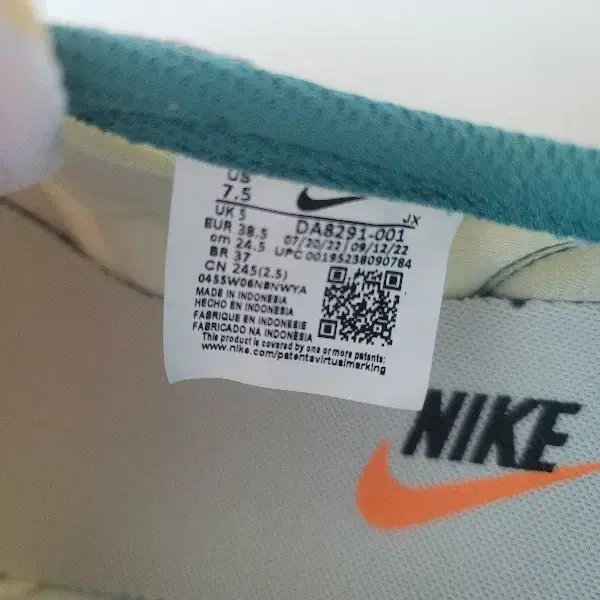 US
7.5
UK 5
EUR 38.5
cm 24.5
BR 37
CN 245(2.5)
JX
DA8291-001
07/20/22 | 09/12/22
UPC 00195238090784
0455W06N8NWYA
MADE IN INDONESIA
HECHO EN INDONESIA
FABRIQUE EN INDONESIE
FABRICADO NA INDONÈSIA
This product is covered by one or more patents:
www.nike.com/patentsvirtualmarking
NIKE